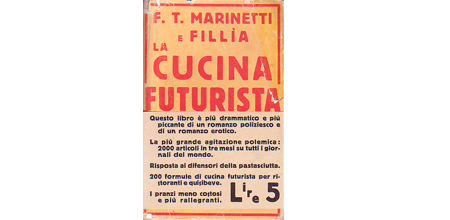 F. T. MARINETTI
E FILLÌA
LA
CUCINA
FUTURISTA
Questo libro è più drammatico e più
piccante di un romanzo poliziesco e
di un romanzo erotico.
La più grande agitazione polemica:
2000 articoli in tre mesi su tutti i gior-
nali del mondo.
Risposta ai difensori della pastasciutta.
200 formule di cucina futurista per ri-
storanti e quisibeve.
I pranzi meno costosi
e più rallegranti.
Lire 5